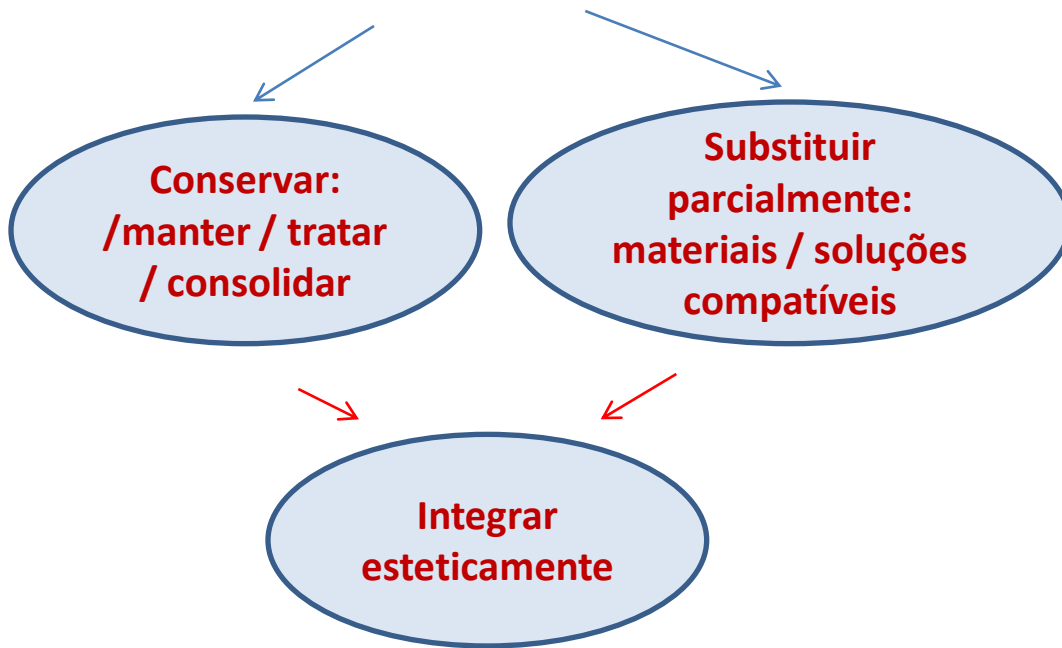 Conservar:
/manter / tratar
/ consolidar
Substituir
parcialmente:
materiais / soluções
compatíveis
Integrar
esteticamente